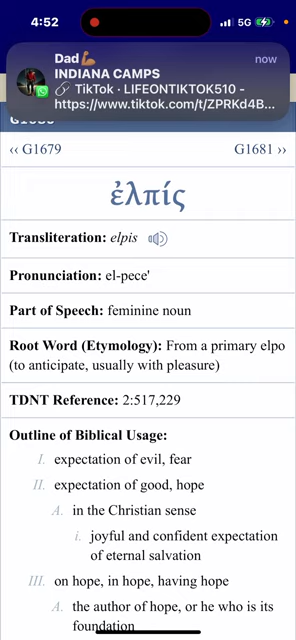 4:52
5G
Dad💪🏽
now
INDIANA CAMPS
🔗 TikTok · LIFEONTIKTOK510 -
https://www.tiktok.com/t/ZPRKd4B...
G1680
‹‹ G1679
G1681 ››
ἐλπίς
Transliteration: elpis
Pronunciation: el-pece'
Part of Speech: feminine noun
Root Word (Etymology): From a primary elpo
(to anticipate, usually with pleasure)
TDNT Reference: 2:517,229
Outline of Biblical Usage:
I. expectation of evil, fear
II. expectation of good, hope
A. in the Christian sense
i. joyful and confident expectation
of eternal salvation
III. on hope, in hope, having hope
A. the author of hope, or he who is its
foundation